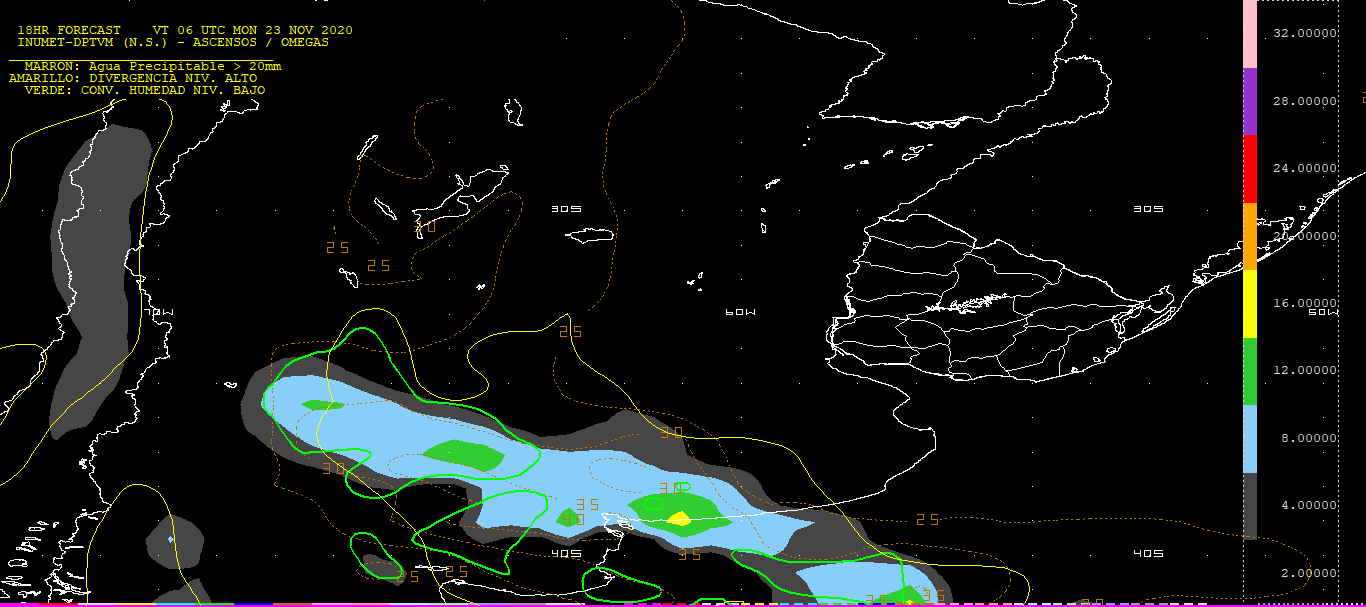 18HR FORECAST    VT 06 UTC MON 23 NOV 2020
INUMET-DPTVM (N.S.) - ASCENSOS / OMEGAS
MARRON: Agua Precipitable > 20mm
AMARILLO: DIVERGENCIA NIV. ALTO
VERDE: CONV. HUMEDAD NIV. BAJO
32.00000
28.00000
24.00000
30S
30S
30
20.00000
25
25
16.00000
70W
60W
50W
25
12.00000
30
8.00000
30
30
35
4.00000
25
40S
35
40S
35
25
2.00000
35
35
30